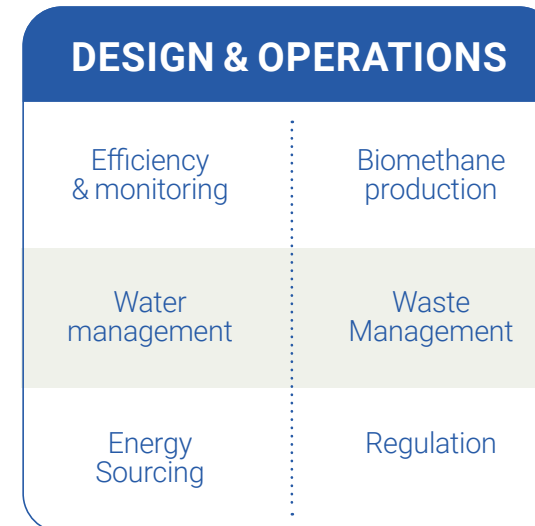 DESIGN & OPERATIONS
Efficiency
& monitoring
Biomethane
production
Water
management
Waste
Management
Energy
Sourcing
Regulation